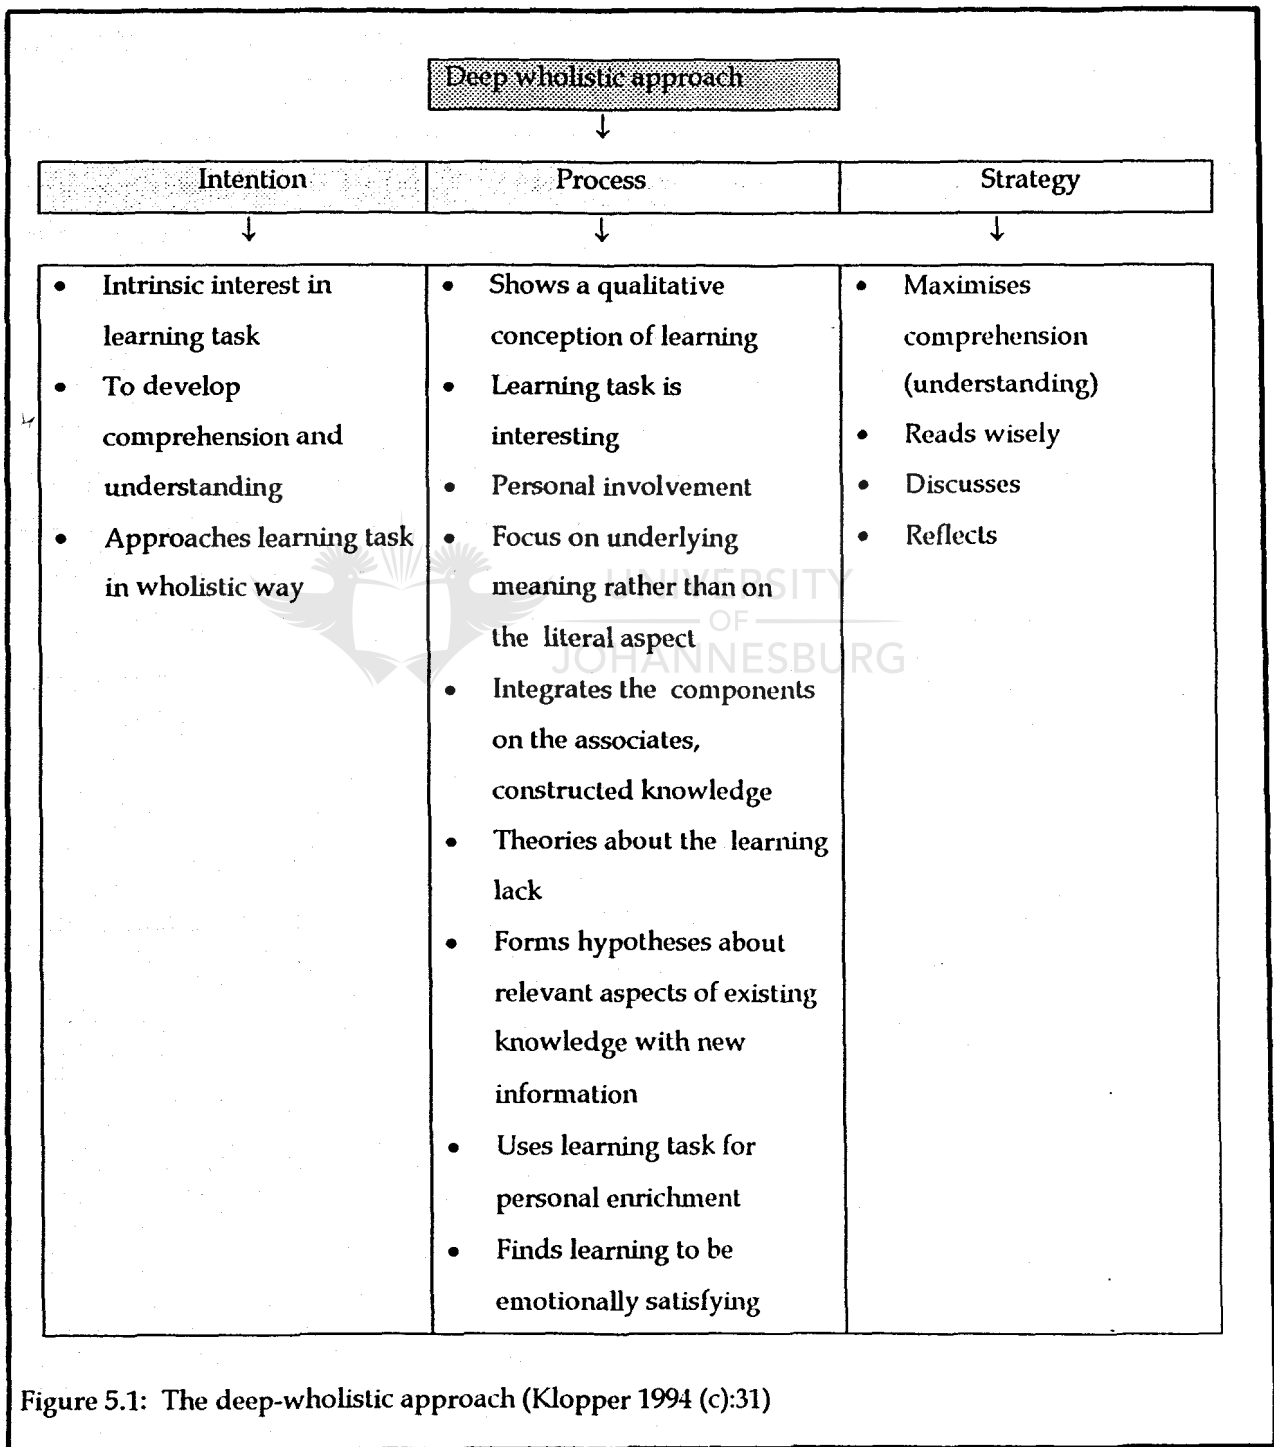 Deep wholistic approach
↓
Intention
Process
Strategy
↓
↓
↓
• Intrinsic interest in
learning task
• To develop
comprehension and
understanding
• Approaches learning task
in wholistic way
• Shows a qualitative
conception of learning
• Learning task is
interesting
• Personal involvement
• Focus on underlying
meaning rather than on
the literal aspect
• Integrates the components
on the associates,
constructed knowledge
• Theories about the learning
lack
• Forms hypotheses about
relevant aspects of existing
knowledge with new
information
• Uses learning task for
personal enrichment
• Finds learning to be
emotionally satisfying
• Maximises
comprehension
(understanding)
• Reads wisely
• Discusses
• Reflects
UNIVERSITY
OF
JOHANNESBURG
Figure 5.1: The deep-wholistic approach (Klopper 1994 (c):31)